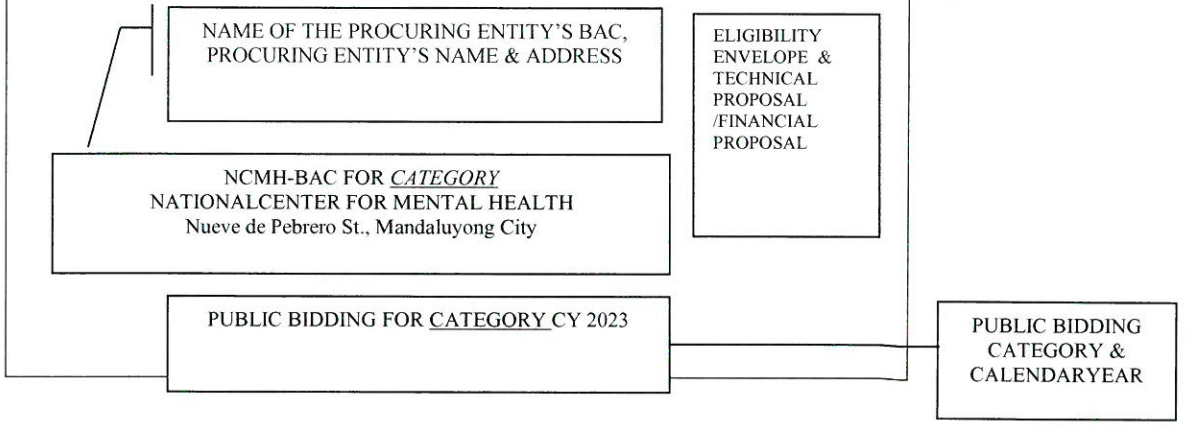 NAME OF THE PROCURING ENTITY'S BAC,
PROCURING ENTITY'S NAME & ADDRESS
ELIGIBILITY
ENVELOPE &
TECHNICAL
PROPOSAL
/FINANCIAL
PROPOSAL
NCMH-BAC FOR CATEGORY
NATIONALCENTER FOR MENTAL HEALTH
Nueve de Pebrero St., Mandaluyong City
PUBLIC BIDDING FOR CATEGORY CY 2023
PUBLIC BIDDING
CATEGORY &
CALENDARYEAR